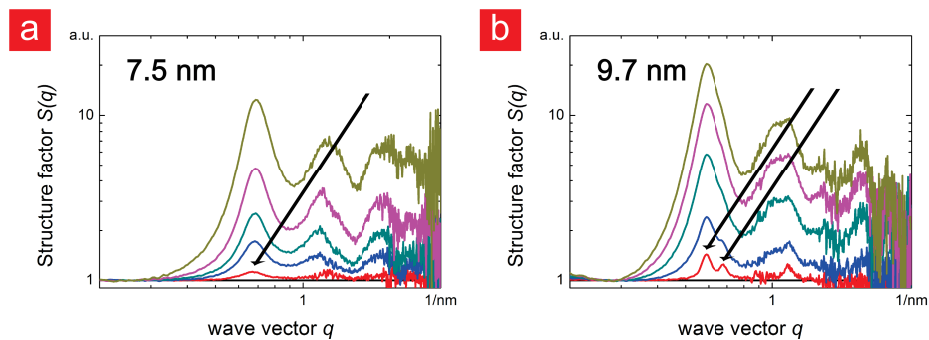 a
a.u.
7.5 nm
Structure factor S(q)
10
1
1
1/nm
wave vector q
b
a.u.
9.7 nm
Structure factor S(q)
10
1
1
1/nm
wave vector q